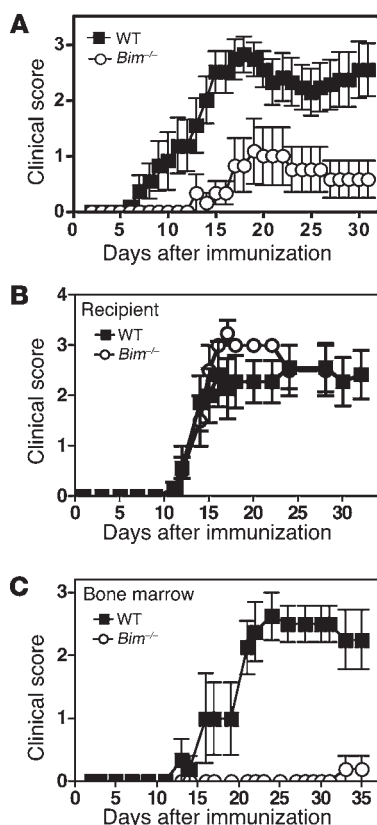 A
WT
Bim⁻/⁻
Clinical score
3
2
1
0
0 5 10 15 20 25 30
Days after immunization
B
Recipient
WT
Bim⁻/⁻
Clinical score
4
3
2
1
0
0 5 10 15 20 25 30
Days after immunization
C
Bone marrow
WT
Bim⁻/⁻
Clinical score
3
2
1
0
0 5 10 15 20 25 30 35
Days after immunization